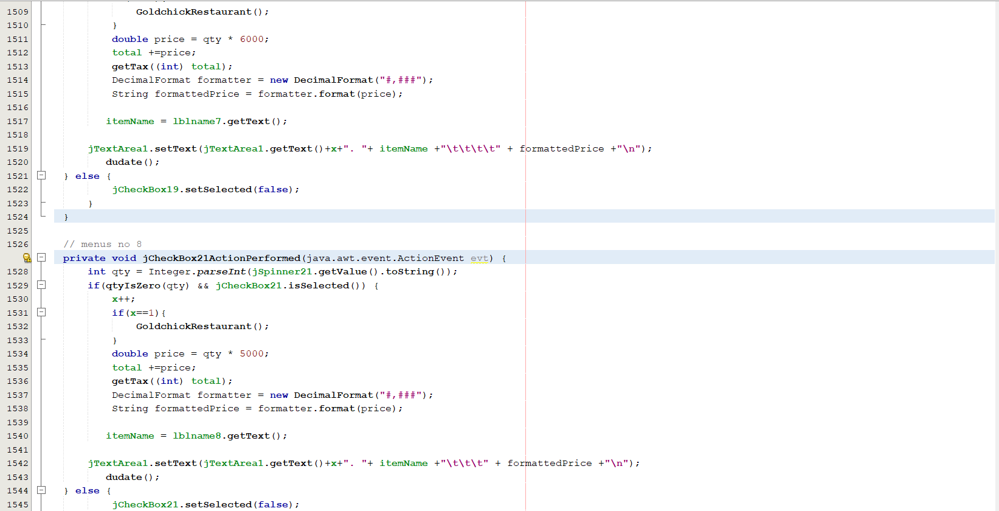 1509 GoldchickRestaurant();
1510 }
1511 double price = qty * 6000;
1512 total +=price;
1513 getTax((int) total);
1514 DecimalFormat formatter = new DecimalFormat("#,###");
1515 String formattedPrice = formatter.format(price);
1516
1517 itemName = lblname7.getText();
1518
1519 jTextArea1.setText(jTextArea1.getText()+x+". "+ itemName +"\t\t\t\t" + formattedPrice +"\n");
1520 dudate();
1521 } else {
1522 jCheckBox19.setSelected(false);
1523 }
1524 }
1525
1526 // menus no 8
private void jCheckBox21ActionPerformed(java.awt.event.ActionEvent evt) {
1528 int qty = Integer.parseInt(jSpinner21.getValue().toString());
1529 if(qtyIsZero(qty) && jCheckBox21.isSelected()) {
1530 x++;
1531 if(x==1){
1532 GoldchickRestaurant();
1533 }
1534 double price = qty * 5000;
1535 total +=price;
1536 getTax((int) total);
1537 DecimalFormat formatter = new DecimalFormat("#,###");
1538 String formattedPrice = formatter.format(price);
1539
1540 itemName = lblname8.getText();
1541
1542 jTextArea1.setText(jTextArea1.getText()+x+". "+ itemName +"\t\t\t" + formattedPrice +"\n");
1543 dudate();
1544 } else {
1545 jCheckBox21.setSelected(false);